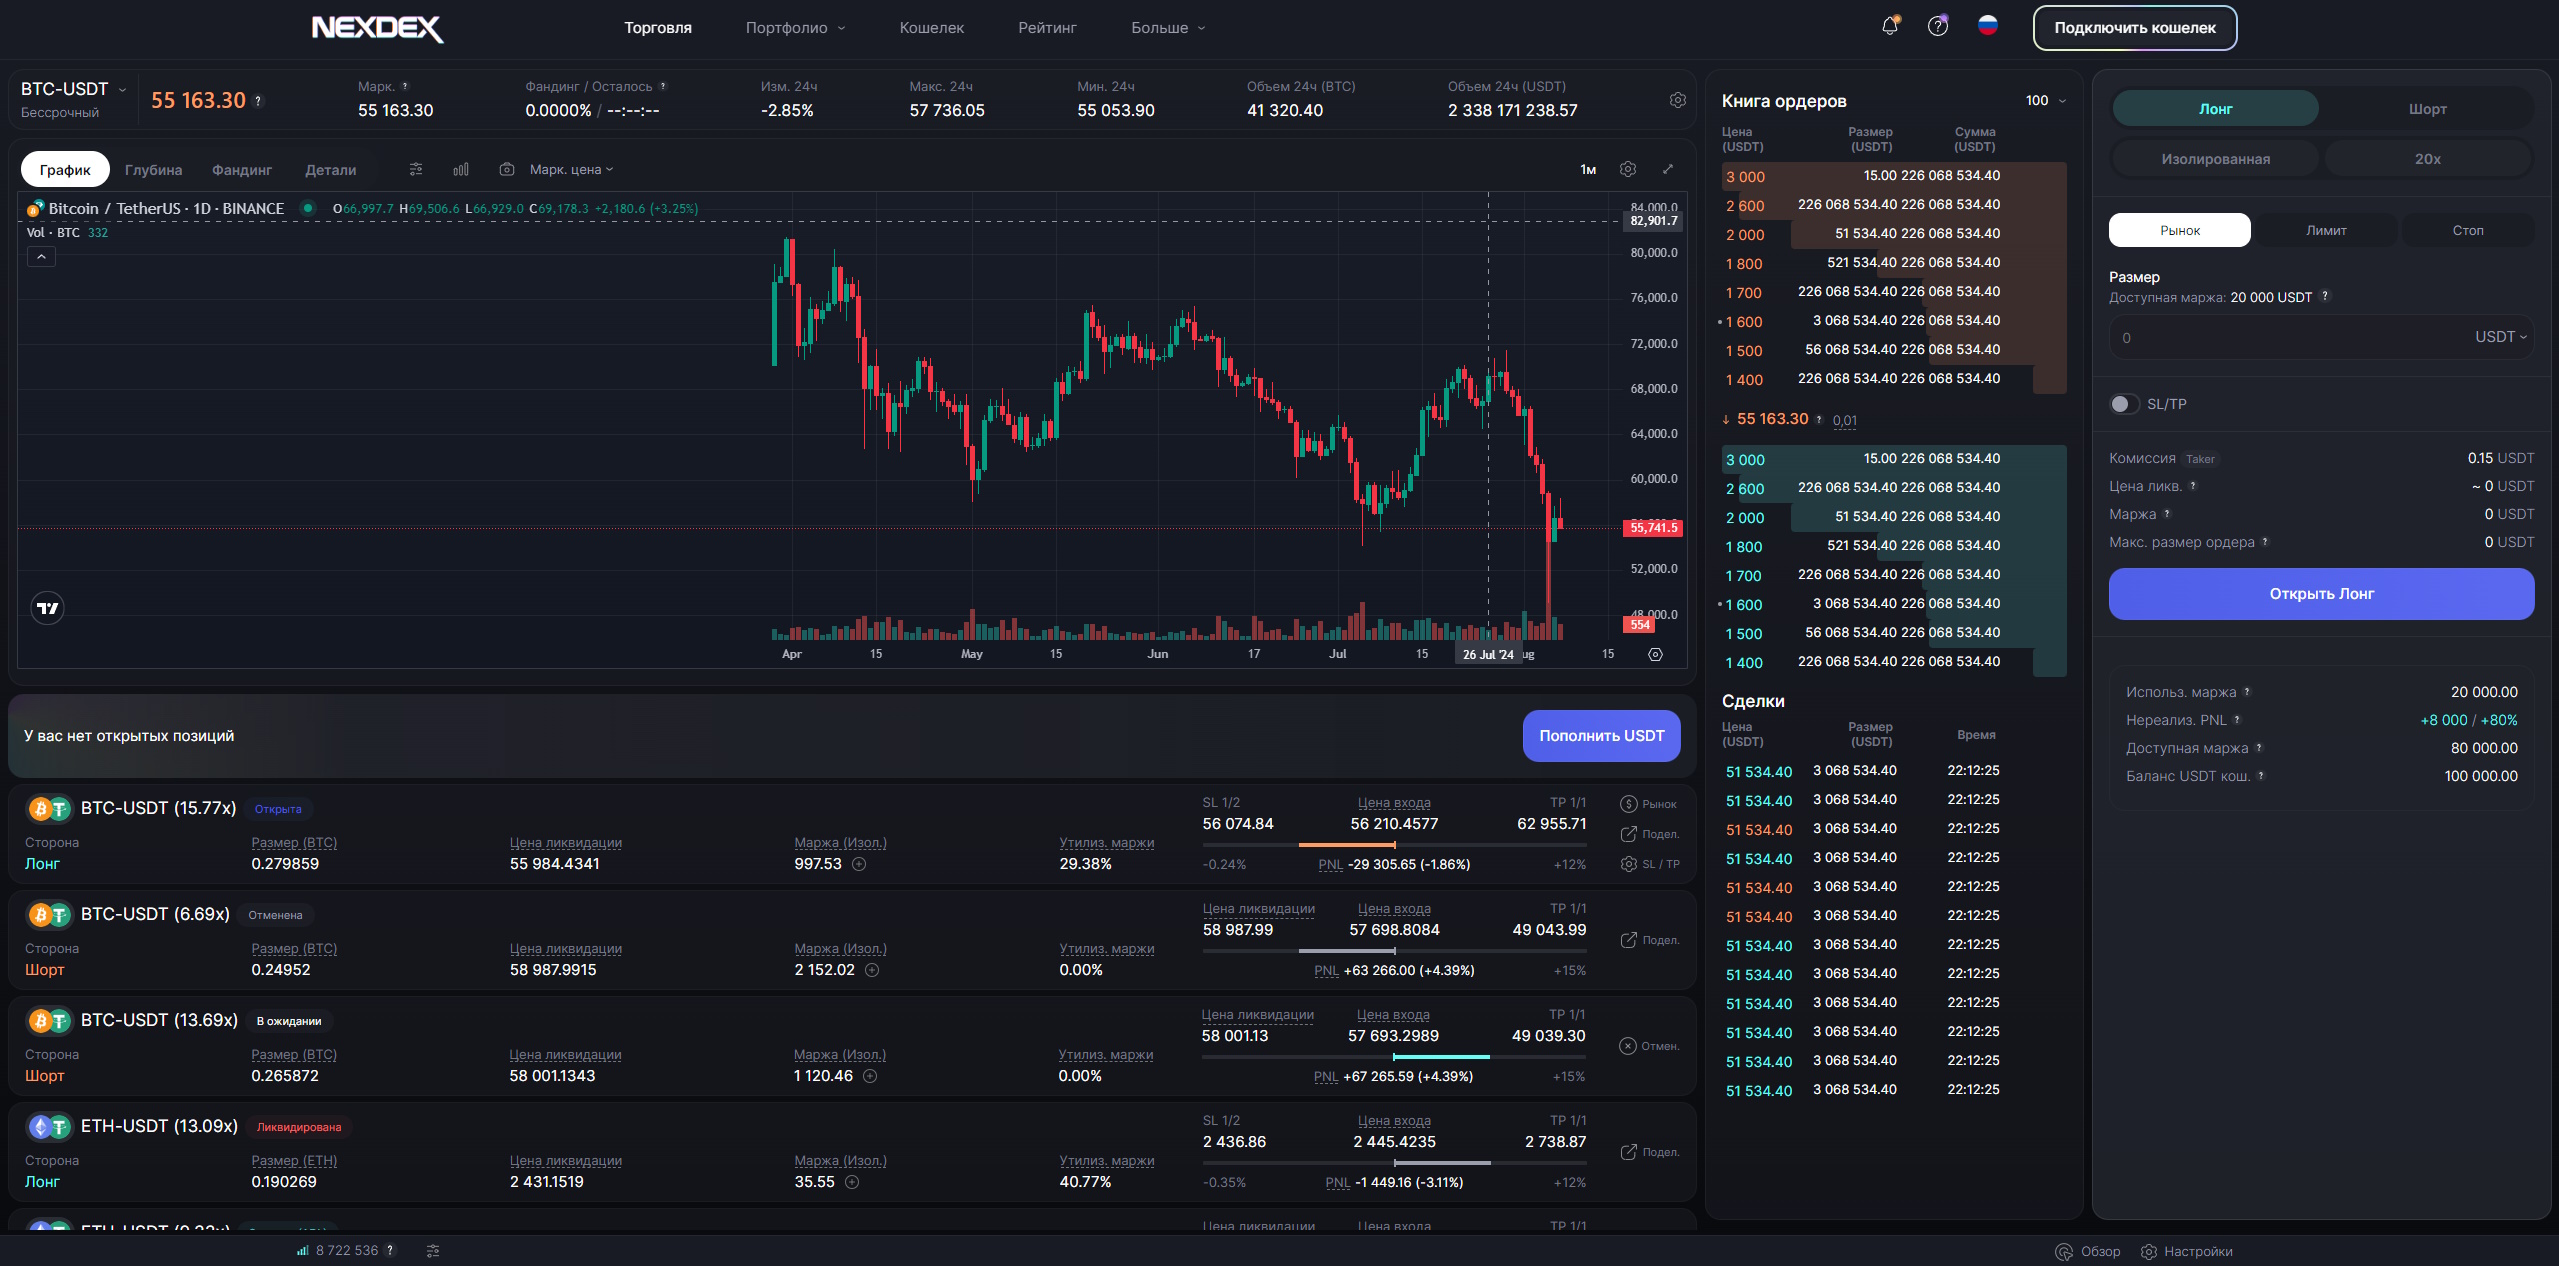 NEXDEX
Торговля
Портфолио
Кошелек
Рейтинг
Больше
Подключить кошелек
BTC-USDT
Бессрочный
55 163.30 ?
Марк. ?
55 163.30
Фандинг / Осталось ?
0.0000% / --:--:--
Изм. 24ч
-2.85%
Макс. 24ч
57 736.05
Мин. 24ч
55 053.90
Объем 24ч (BTC)
41 320.40
Объем 24ч (USDT)
2 338 171 238.57
График
Глубина
Фандинг
Детали
Марк. цена
1м
Bitcoin / TetherUS · 1D · BINANCE
O66,997.7 H69,506.6 L66,929.0 C69,178.3 +2,180.6 (+3.25%)
Vol · BTC 332
84,000.0
82,901.7
80,000.0
76,000.0
72,000.0
68,000.0
64,000.0
60,000.0
55,741.5
52,000.0
48,000.0
554
Apr
15
May
15
Jun
17
Jul
15
26 Jul '24
ug
15
У вас нет открытых позиций
Пополнить USDT
BTC-USDT (15.77x)
Открыта
Сторона
Лонг
Размер (BTC)
0.279859
Цена ликвидации
55 984.4341
Маржа (Изол.)
997.53
Утилиз. маржи
29.38%
SL 1/2
56 074.84
Цена входа
56 210.4577
TP 1/1
62 955.71
-0.24%
PNL -29 305.65 (-1.86%)
+12%
Рынок
Подел.
SL / TP
BTC-USDT (6.69x)
Отменена
Сторона
Шорт
Размер (BTC)
0.24952
Цена ликвидации
58 987.9915
Маржа (Изол.)
2 152.02
Утилиз. маржи
0.00%
Цена ликвидации
58 987.99
Цена входа
57 698.8084
TP 1/1
49 043.99
PNL +63 266.00 (+4.39%)
+15%
Подел.
BTC-USDT (13.69x)
В ожидании
Сторона
Шорт
Размер (BTC)
0.265872
Цена ликвидации
58 001.1343
Маржа (Изол.)
1 120.46
Утилиз. маржи
0.00%
Цена ликвидации
58 001.13
Цена входа
57 693.2989
TP 1/1
49 039.30
PNL +67 265.59 (+4.39%)
+15%
Отмен.
ETH-USDT (13.09x)
Ликвидирована
Сторона
Лонг
Размер (ETH)
0.190269
Цена ликвидации
2 431.1519
Маржа (Изол.)
35.55
Утилиз. маржи
40.77%
SL 1/2
2 436.86
Цена входа
2 445.4235
TP 1/1
2 738.87
-0.35%
PNL -1 449.16 (-3.11%)
+12%
Подел.
ETH-USDT
Цена ликвидации
Цена входа
TP 1/1
Книга ордеров
100
Цена (USDT)
Размер (USDT)
Сумма (USDT)
3 000 15.00 226 068 534.40
2 600 226 068 534.40 226 068 534.40
2 000 51 534.40 226 068 534.40
1 800 521 534.40 226 068 534.40
1 700 226 068 534.40 226 068 534.40
1 600 3 068 534.40 226 068 534.40
1 500 56 068 534.40 226 068 534.40
1 400 226 068 534.40 226 068 534.40
↓ 55 163.30 ? 0,01
3 000 15.00 226 068 534.40
2 600 226 068 534.40 226 068 534.40
2 000 51 534.40 226 068 534.40
1 800 521 534.40 226 068 534.40
1 700 226 068 534.40 226 068 534.40
1 600 3 068 534.40 226 068 534.40
1 500 56 068 534.40 226 068 534.40
1 400 226 068 534.40 226 068 534.40
Сделки
Цена (USDT)
Размер (USDT)
Время
51 534.40 3 068 534.40 22:12:25
51 534.40 3 068 534.40 22:12:25
51 534.40 3 068 534.40 22:12:25
51 534.40 3 068 534.40 22:12:25
51 534.40 3 068 534.40 22:12:25
51 534.40 3 068 534.40 22:12:25
51 534.40 3 068 534.40 22:12:25
51 534.40 3 068 534.40 22:12:25
51 534.40 3 068 534.40 22:12:25
51 534.40 3 068 534.40 22:12:25
51 534.40 3 068 534.40 22:12:25
51 534.40 3 068 534.40 22:12:25
Лонг
Шорт
Изолированная
20x
Рынок
Лимит
Стоп
Размер
Доступная маржа: 20 000 USDT ?
0
USDT
SL/TP
Комиссия Taker 0.15 USDT
Цена ликв. ? ~ 0 USDT
Маржа ? 0 USDT
Макс. размер ордера ? 0 USDT
Открыть Лонг
Использ. маржа ? 20 000.00
Нереализ. PNL ? +8 000 / +80%
Доступная маржа ? 80 000.00
Баланс USDT кош. ? 100 000.00
8 722 536 ?
Обзор
Настройки